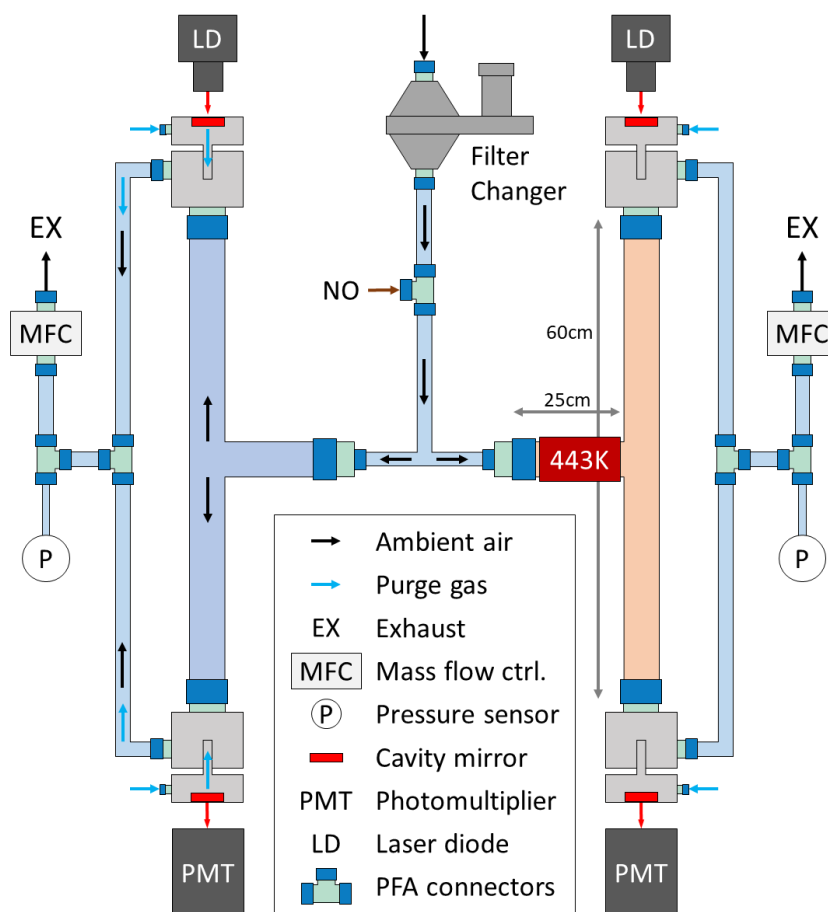 LD
LD
Filter
Changer
EX
EX
NO
MFC
MFC
60cm
25cm
443K
P
P
Ambient air
Purge gas
EX Exhaust
MFC Mass flow ctrl.
P Pressure sensor
Cavity mirror
PMT Photomultiplier
LD Laser diode
PFA connectors
PMT
PMT